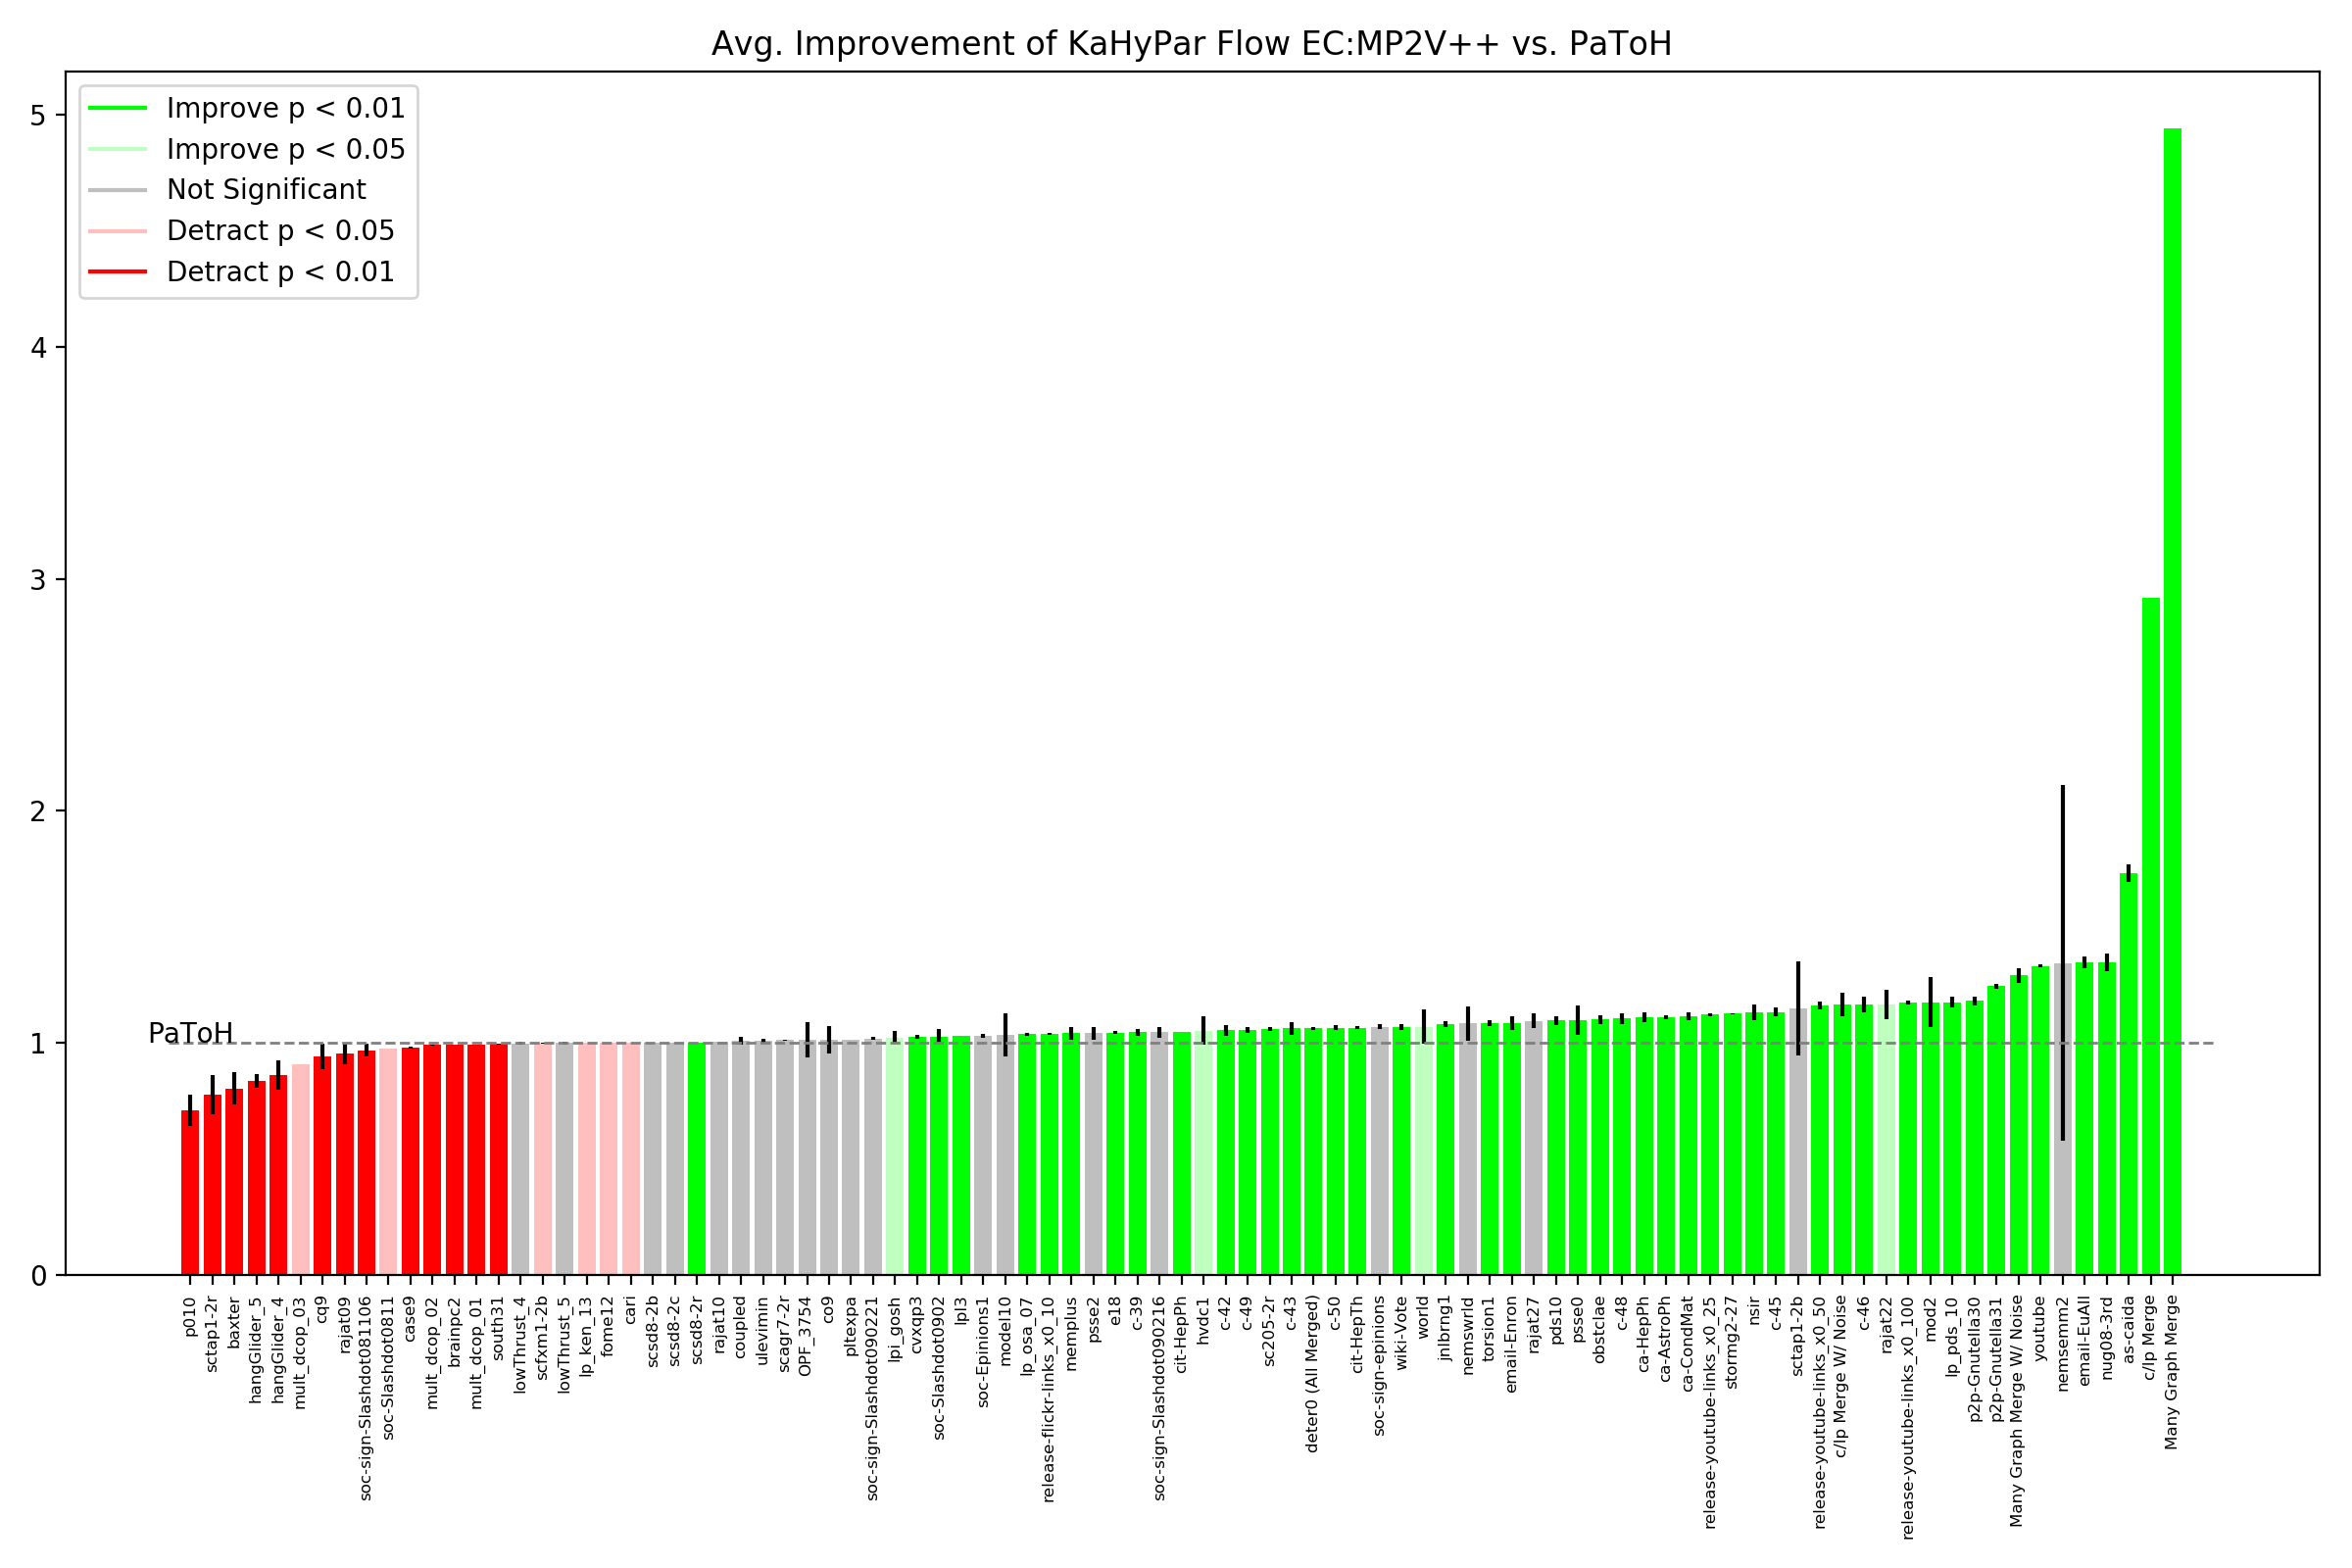 Avg. Improvement of KaHyPar Flow EC:MP2V++ vs. PaToH
Improve p < 0.01
Improve p < 0.05
Not Significant
Detract p < 0.05
Detract p < 0.01
5
4
3
2
1
0
PaToH
p010
sctap1-2r
baxter
hangGlider_5
hangGlider_4
mult_dcop_03
cq9
rajat09
soc-sign-Slashdot081106
soc-Slashdot0811
case9
mult_dcop_02
brainpc2
mult_dcop_01
south31
lowThrust_4
scfxm1-2b
lowThrust_5
lp_ken_13
fome12
cari
scsd8-2b
scsd8-2c
scsd8-2r
rajat10
coupled
ulevimin
scagr7-2r
OPF_3754
co9
pltexpa
soc-sign-Slashdot090221
lpi_gosh
cvxqp3
soc-Slashdot0902
lpl3
soc-Epinions1
model10
lp_osa_07
release-flickr-links_x0_10
memplus
psse2
e18
c-39
soc-sign-Slashdot090216
cit-HepPh
hvdc1
c-42
c-49
sc205-2r
c-43
deter0 (All Merged)
c-50
cit-HepTh
soc-sign-epinions
wiki-Vote
world
jnlbrng1
nemswrld
torsion1
email-Enron
rajat27
pds10
psse0
obstclae
c-48
ca-HepPh
ca-AstroPh
ca-CondMat
release-youtube-links_x0_25
stormg2-27
nsir
c-45
sctap1-2b
release-youtube-links_x0_50
c/lp Merge W/ Noise
c-46
rajat22
release-youtube-links_x0_100
mod2
lp_pds_10
p2p-Gnutella30
p2p-Gnutella31
Many Graph Merge W/ Noise
youtube
nemsemm2
email-EuAll
nug08-3rd
as-caida
c/lp Merge
Many Graph Merge